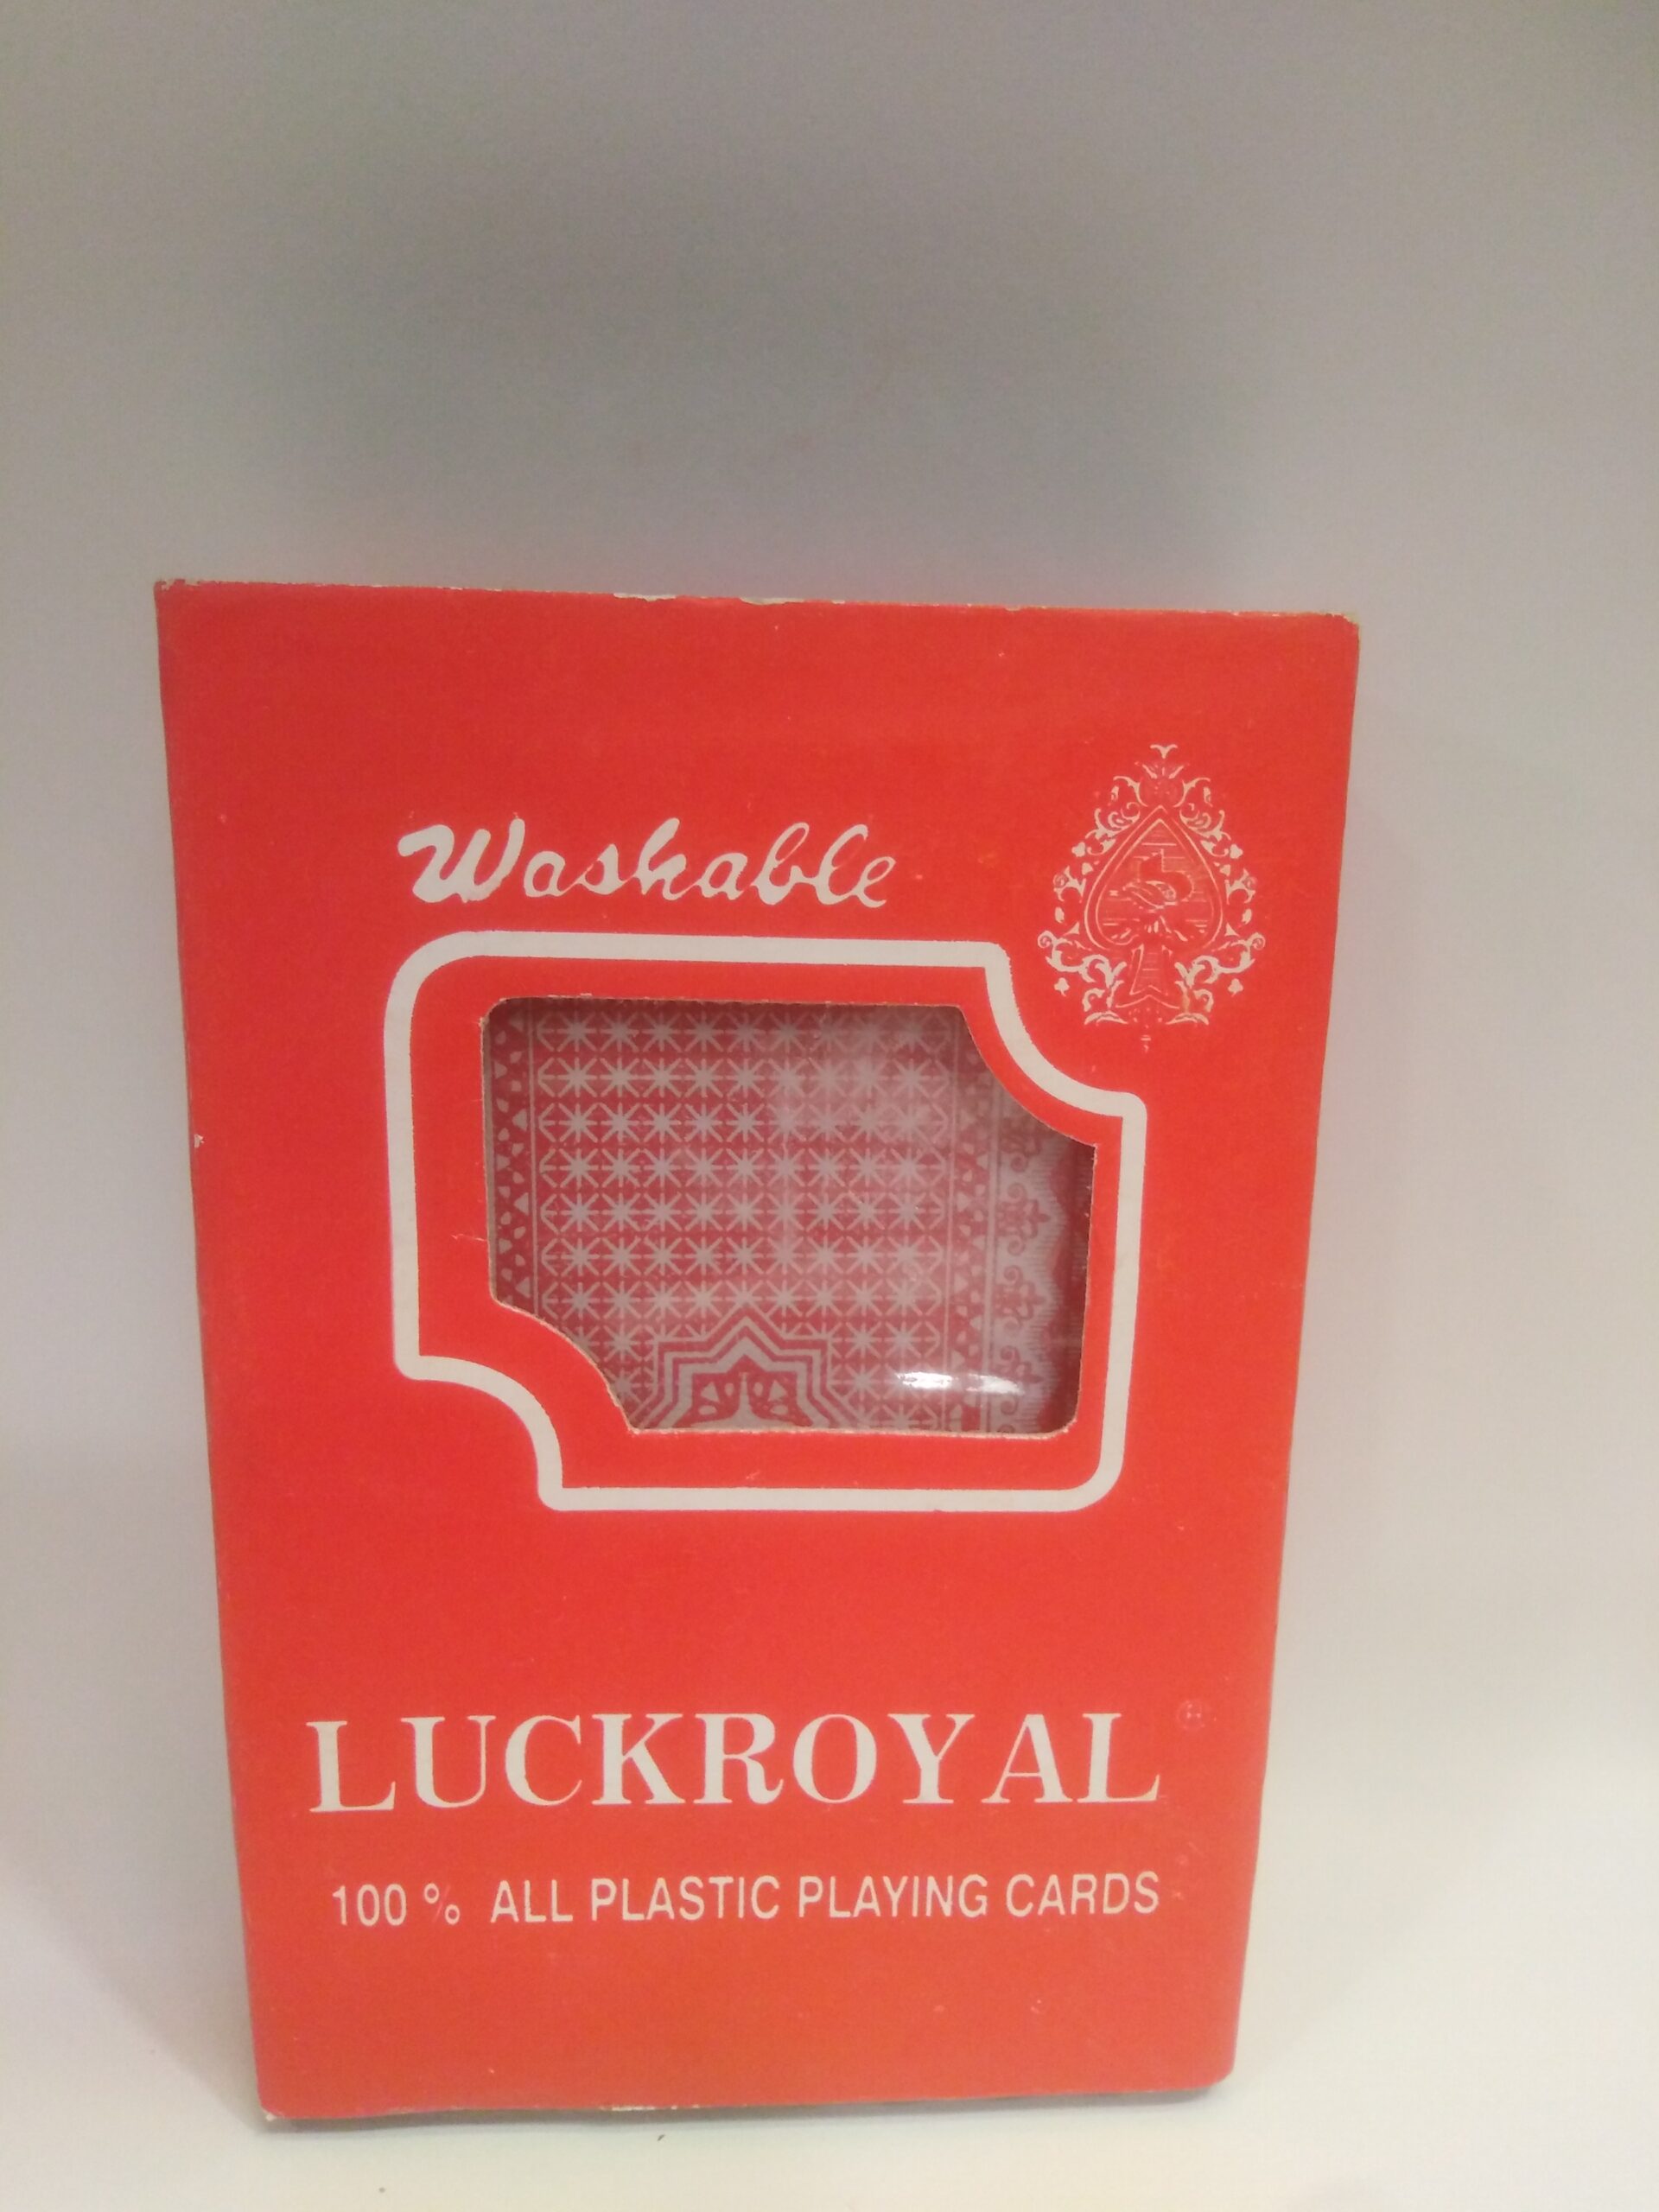 Washable
LUCKROYAL
100 % ALL PLASTIC PLAYING CARDS